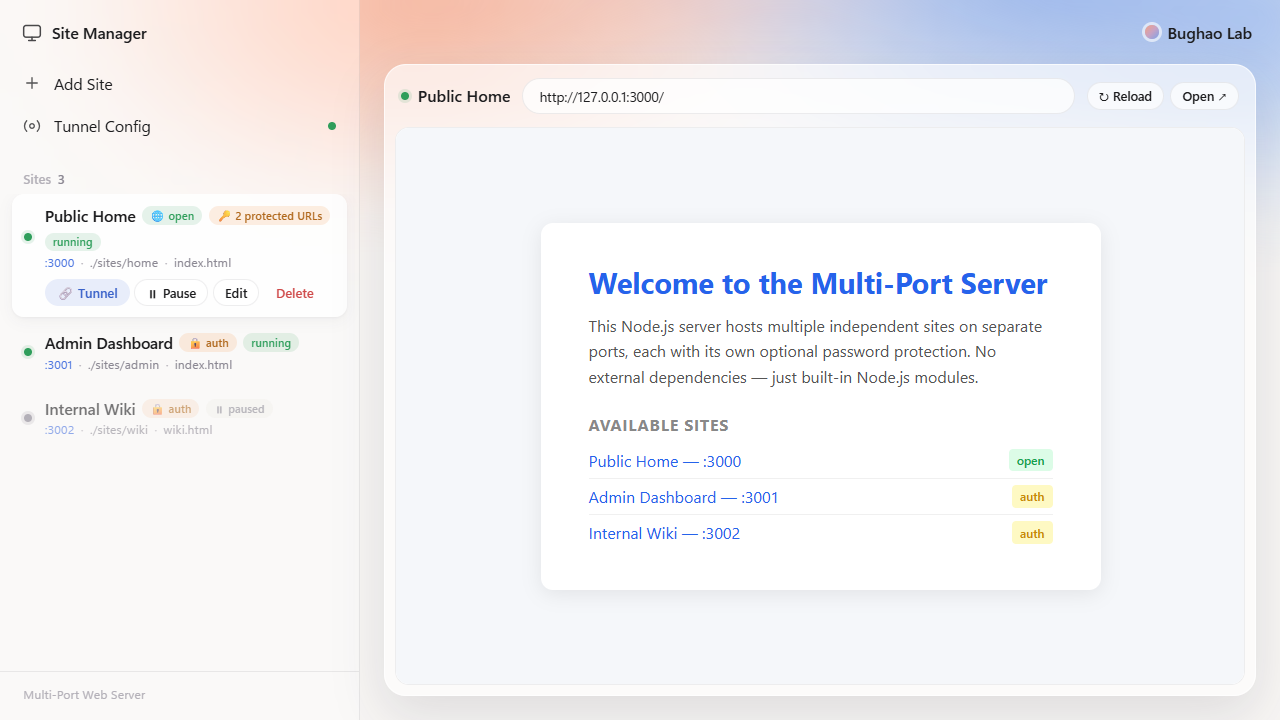 Site Manager
Add Site
Tunnel Config
Sites 3
Public Home 🌐 open 🔑 2 protected URLs
running
:3000 · ./sites/home · index.html
🔗 Tunnel ⏸ Pause Edit Delete
Admin Dashboard 🔒 auth running
:3001 · ./sites/admin · index.html
Internal Wiki 🔒 auth ⏸ paused
:3002 · ./sites/wiki · wiki.html
Multi-Port Web Server
Bughao Lab
Public Home http://127.0.0.1:3000/ ↻ Reload Open ↗
Welcome to the Multi-Port Server
This Node.js server hosts multiple independent sites on separate
ports, each with its own optional password protection. No
external dependencies — just built-in Node.js modules.
AVAILABLE SITES
Public Home — :3000 open
Admin Dashboard — :3001 auth
Internal Wiki — :3002 auth